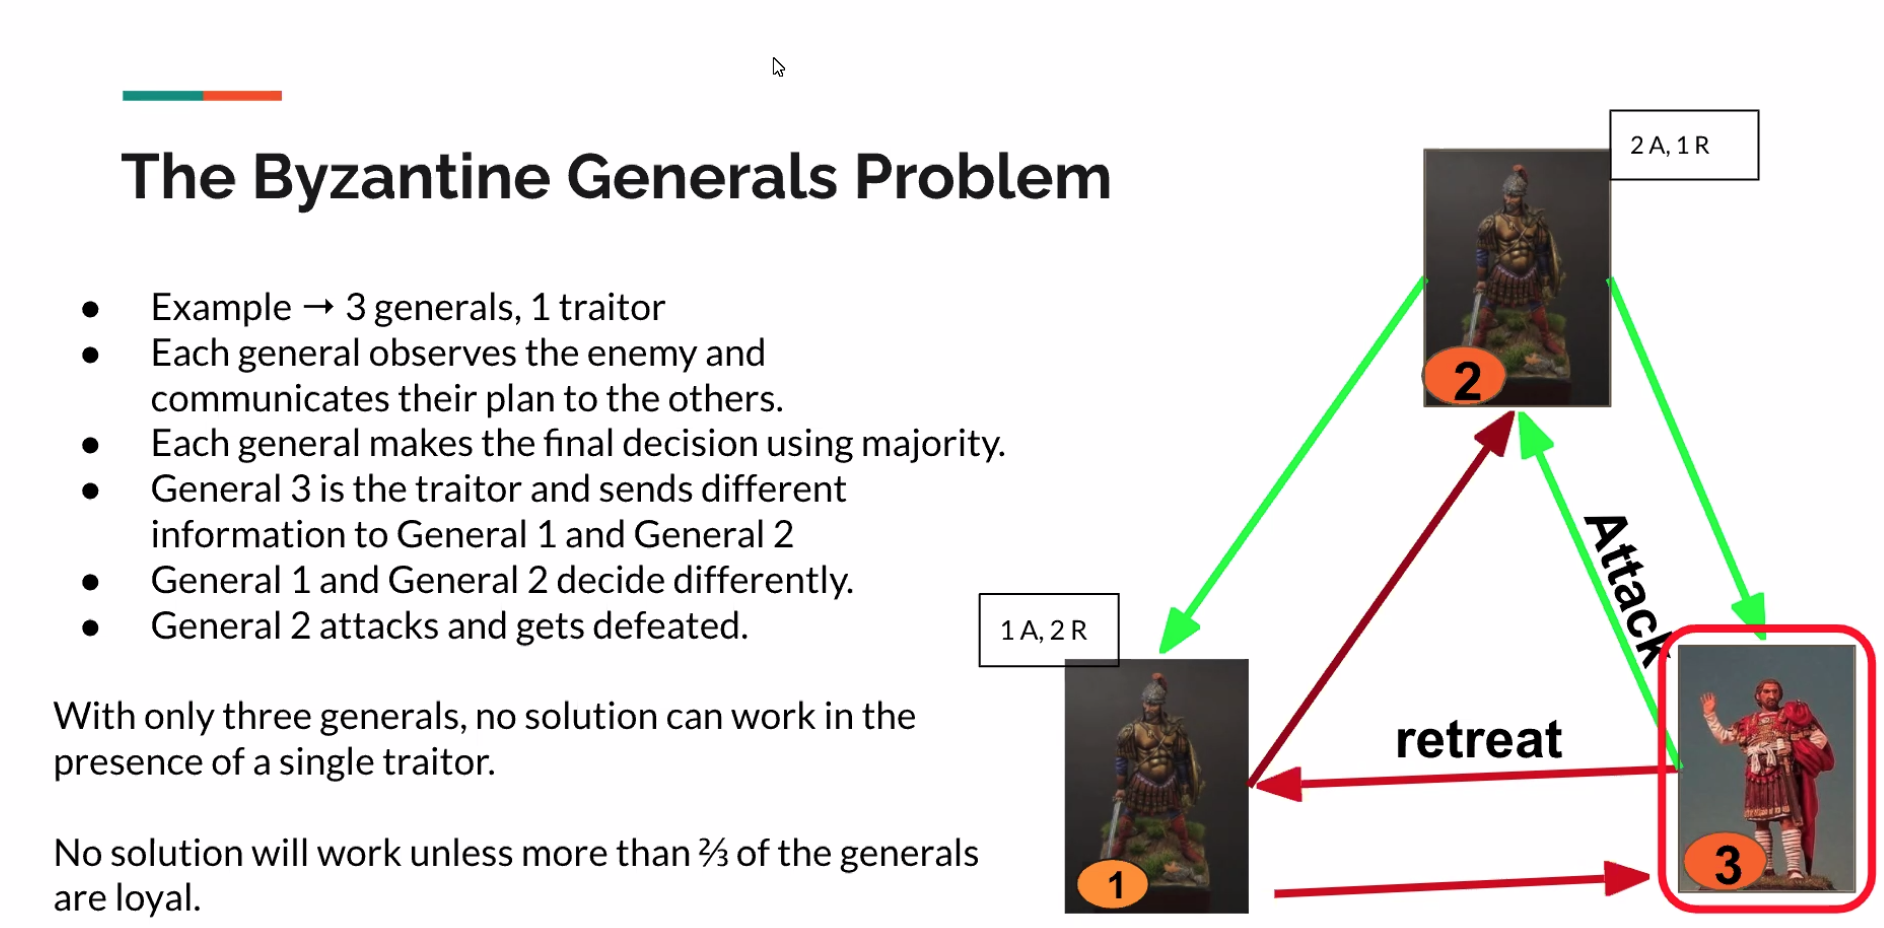 The Byzantine Generals Problem
● Example → 3 generals, 1 traitor
● Each general observes the enemy and
communicates their plan to the others.
● Each general makes the final decision using majority.
● General 3 is the traitor and sends different
information to General 1 and General 2
● General 1 and General 2 decide differently.
● General 2 attacks and gets defeated.
With only three generals, no solution can work in the
presence of a single traitor.
No solution will work unless more than ⅔ of the generals
are loyal.
2 A, 1 R
2
Attack
1 A, 2 R
retreat
1
3